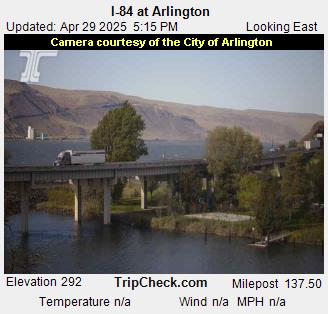 I-84 at Arlington
Updated: Apr 29 2025 5:15 PM Looking East
Camera courtesy of the City of Arlington
Elevation 292 TripCheck.com Milepost 137.50
Temperature n/a Wind n/a MPH n/a